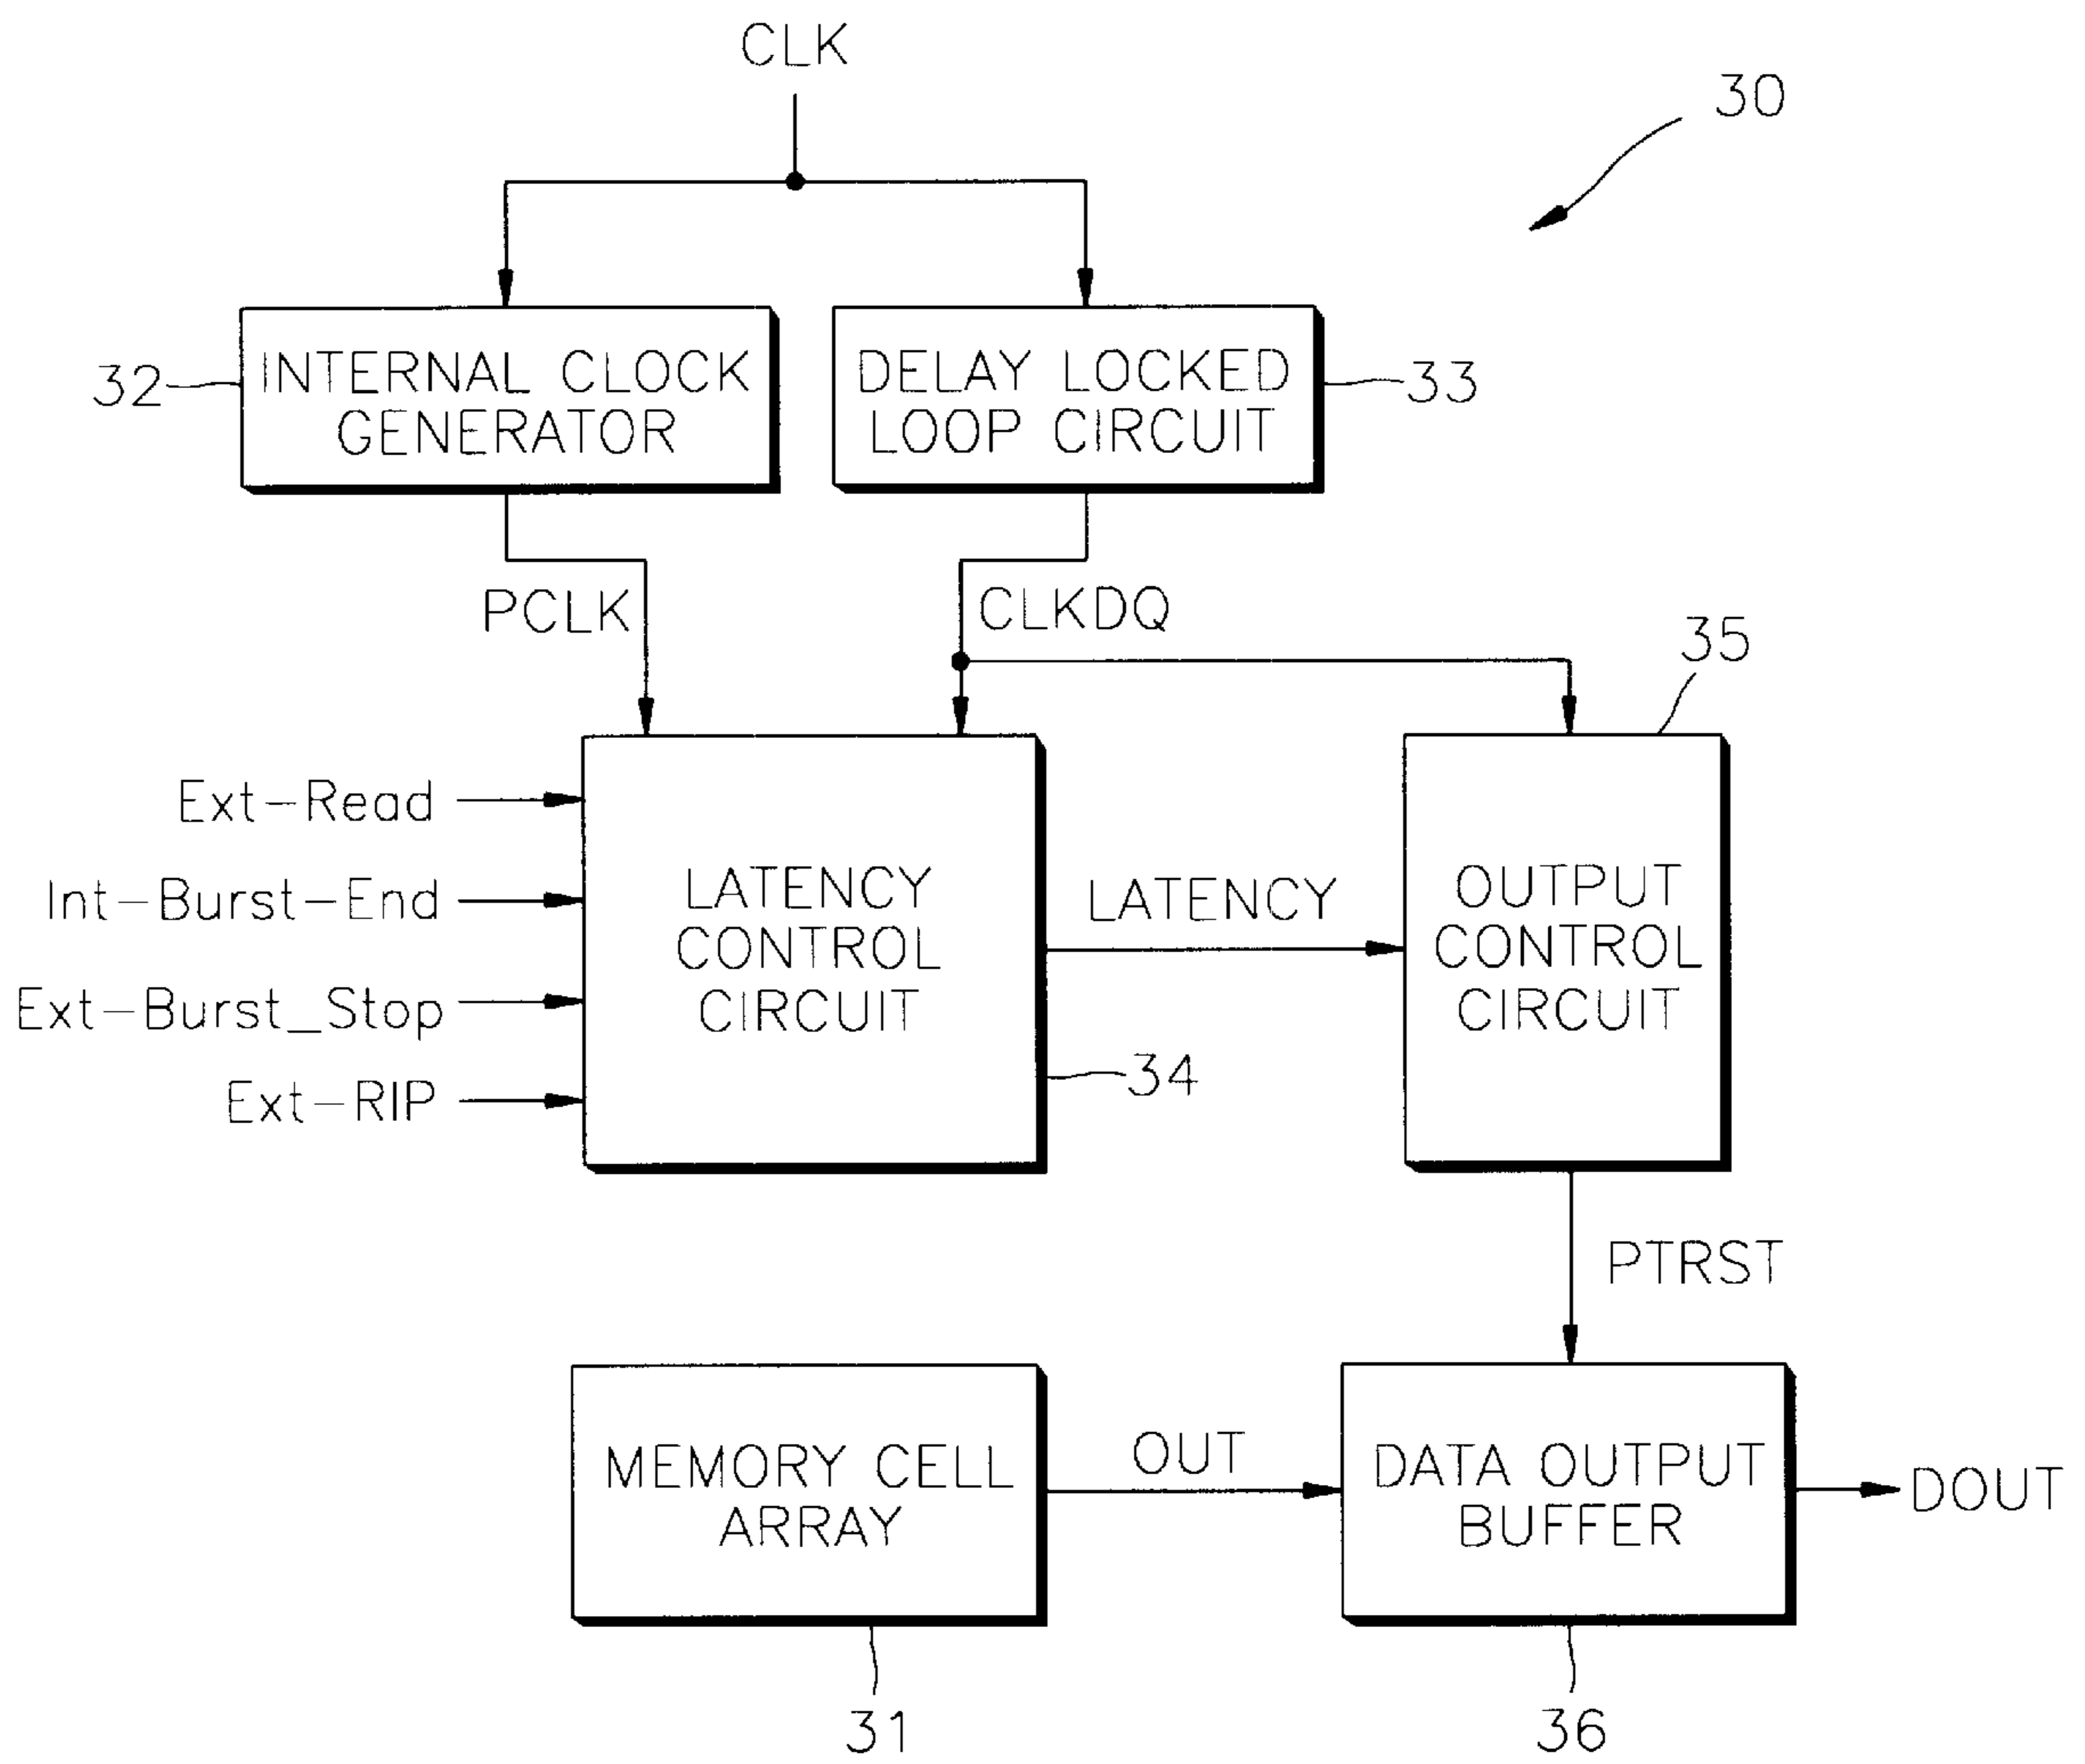 CLK
30
INTERNAL CLOCK
GENERATOR
32
DELAY LOCKED
LOOP CIRCUIT
33
PCLK
CLKDQ
35
Ext-Read
Int-Burst-End
Ext-Burst_Stop
Ext-RIP
LATENCY
CONTROL
CIRCUIT
34
LATENCY
OUTPUT
CONTROL
CIRCUIT
PTRST
MEMORY CELL
ARRAY
OUT
DATA OUTPUT
BUFFER
DOUT
31
36